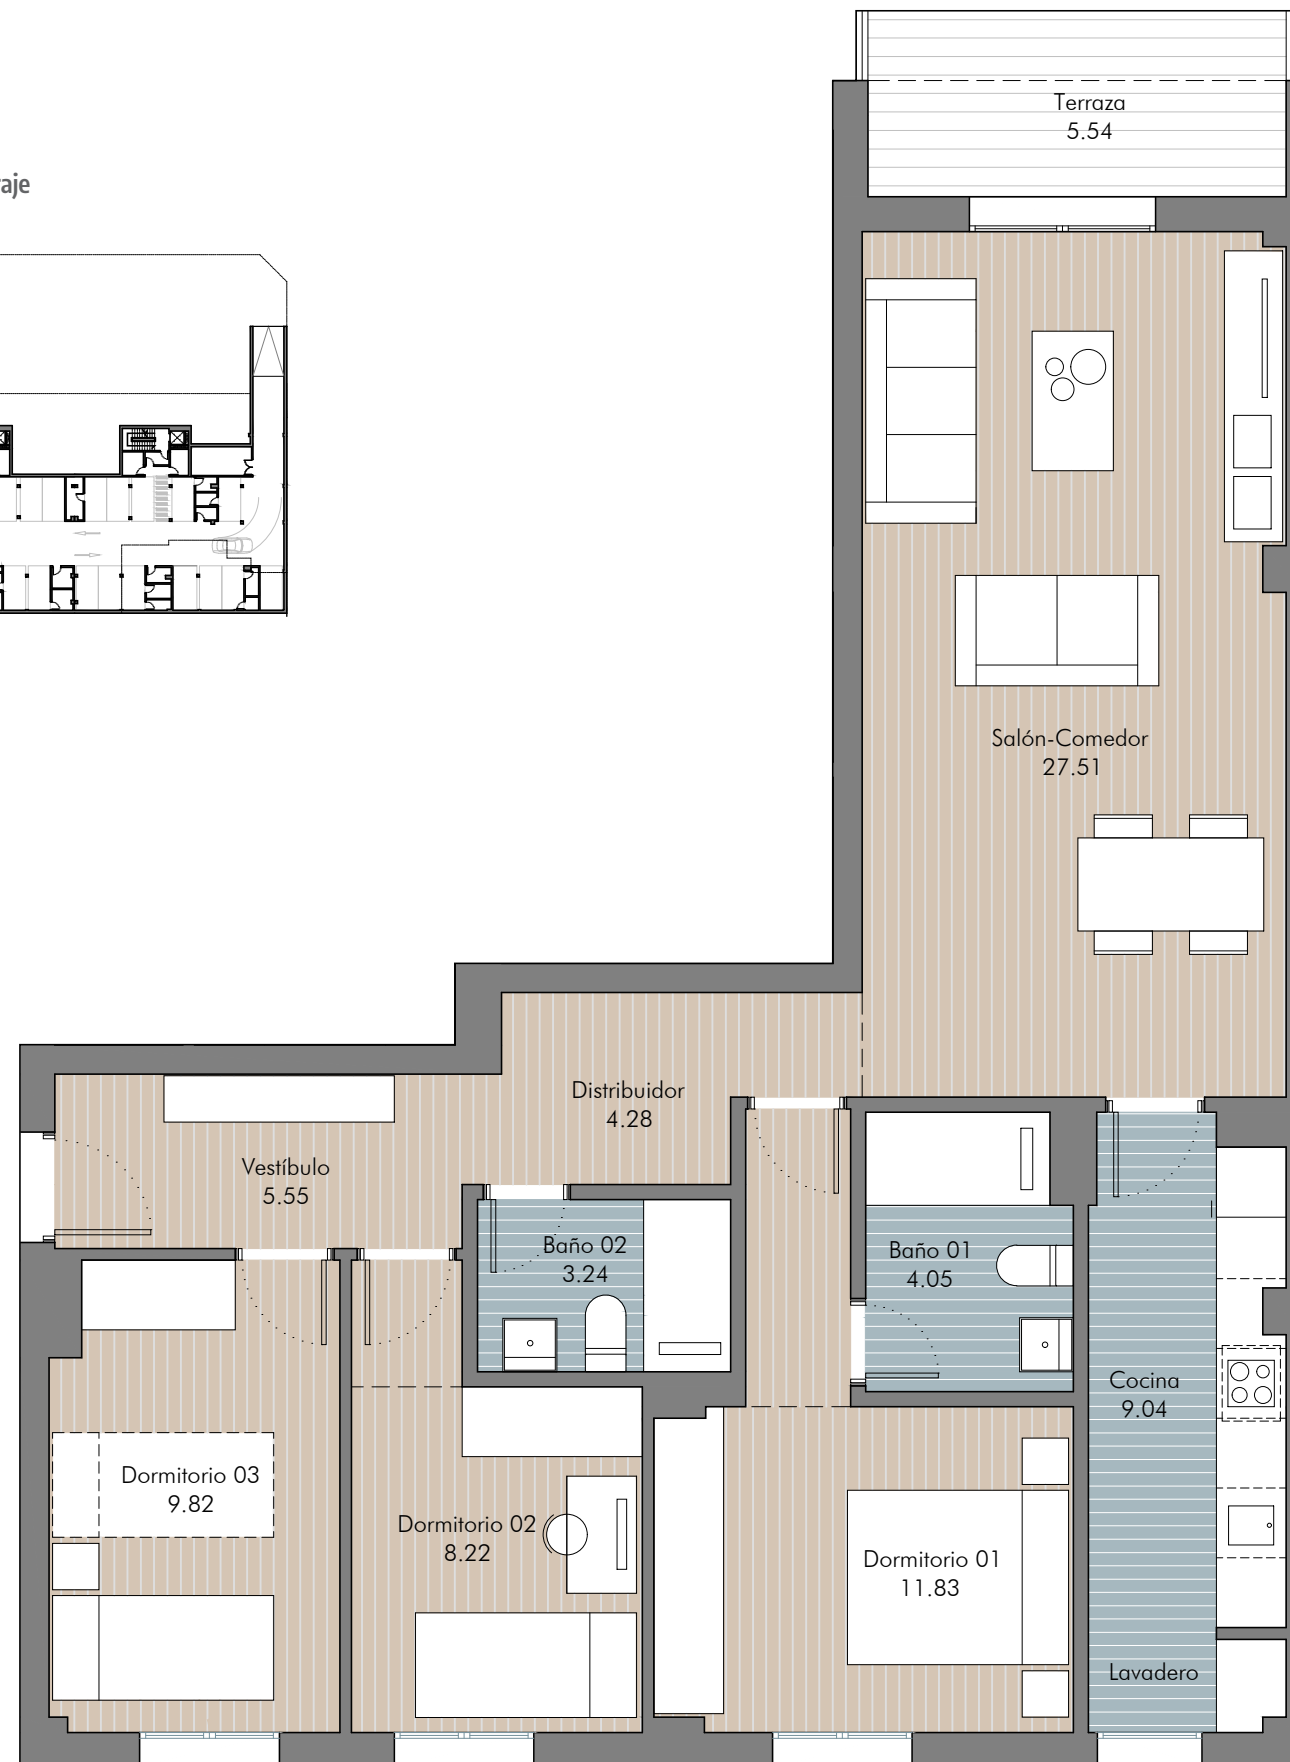 Terraza
5.54
Salón-Comedor
27.51
Distribuidor
4.28
Vestíbulo
5.55
Baño 02
3.24
Baño 01
4.05
Cocina
9.04
Dormitorio 03
9.82
Dormitorio 02
8.22
Dormitorio 01
11.83
Lavadero